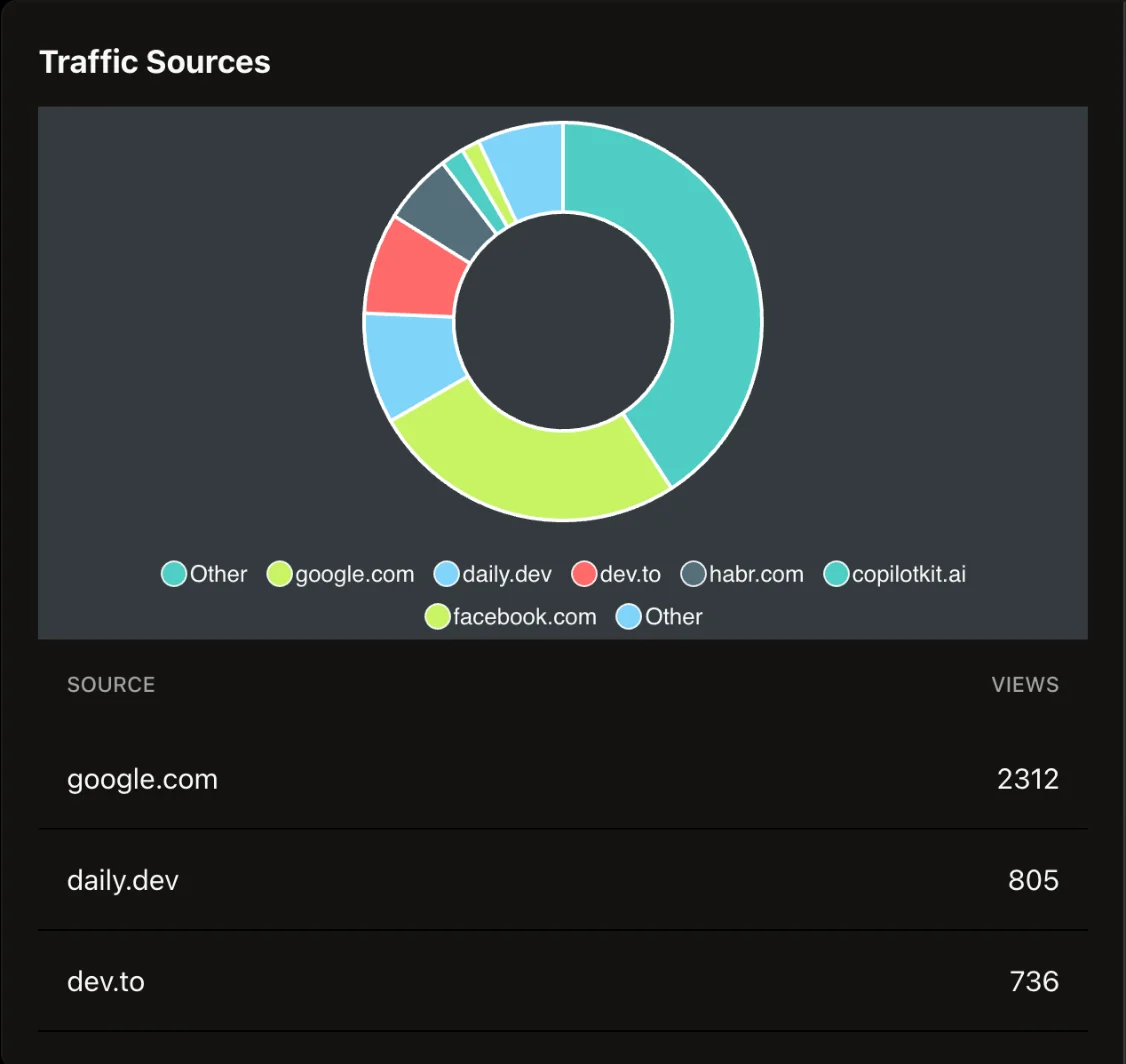 Traffic Sources
Other google.com daily.dev dev.to habr.com copilotkit.ai
facebook.com Other
SOURCE VIEWS
google.com 2312
daily.dev 805
dev.to 736